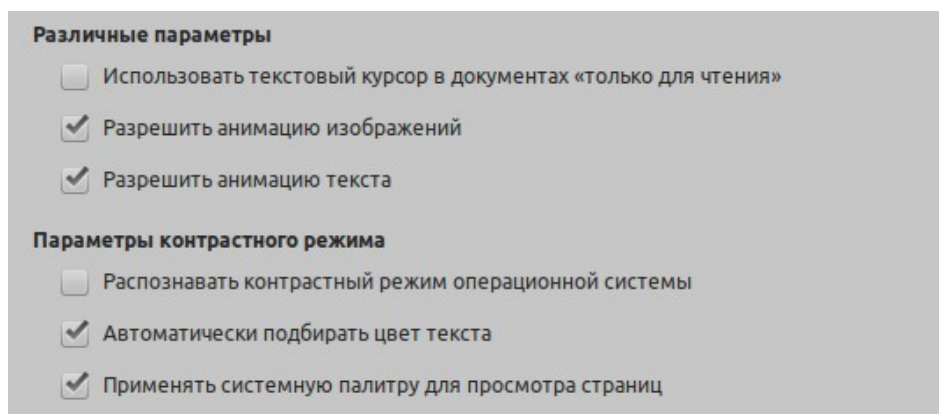 Различные параметры
Использовать текстовый курсор в документах «только для чтения»
Разрешить анимацию изображений
Разрешить анимацию текста
Параметры контрастного режима
Распознавать контрастный режим операционной системы
Автоматически подбирать цвет текста
Применять системную палитру для просмотра страниц